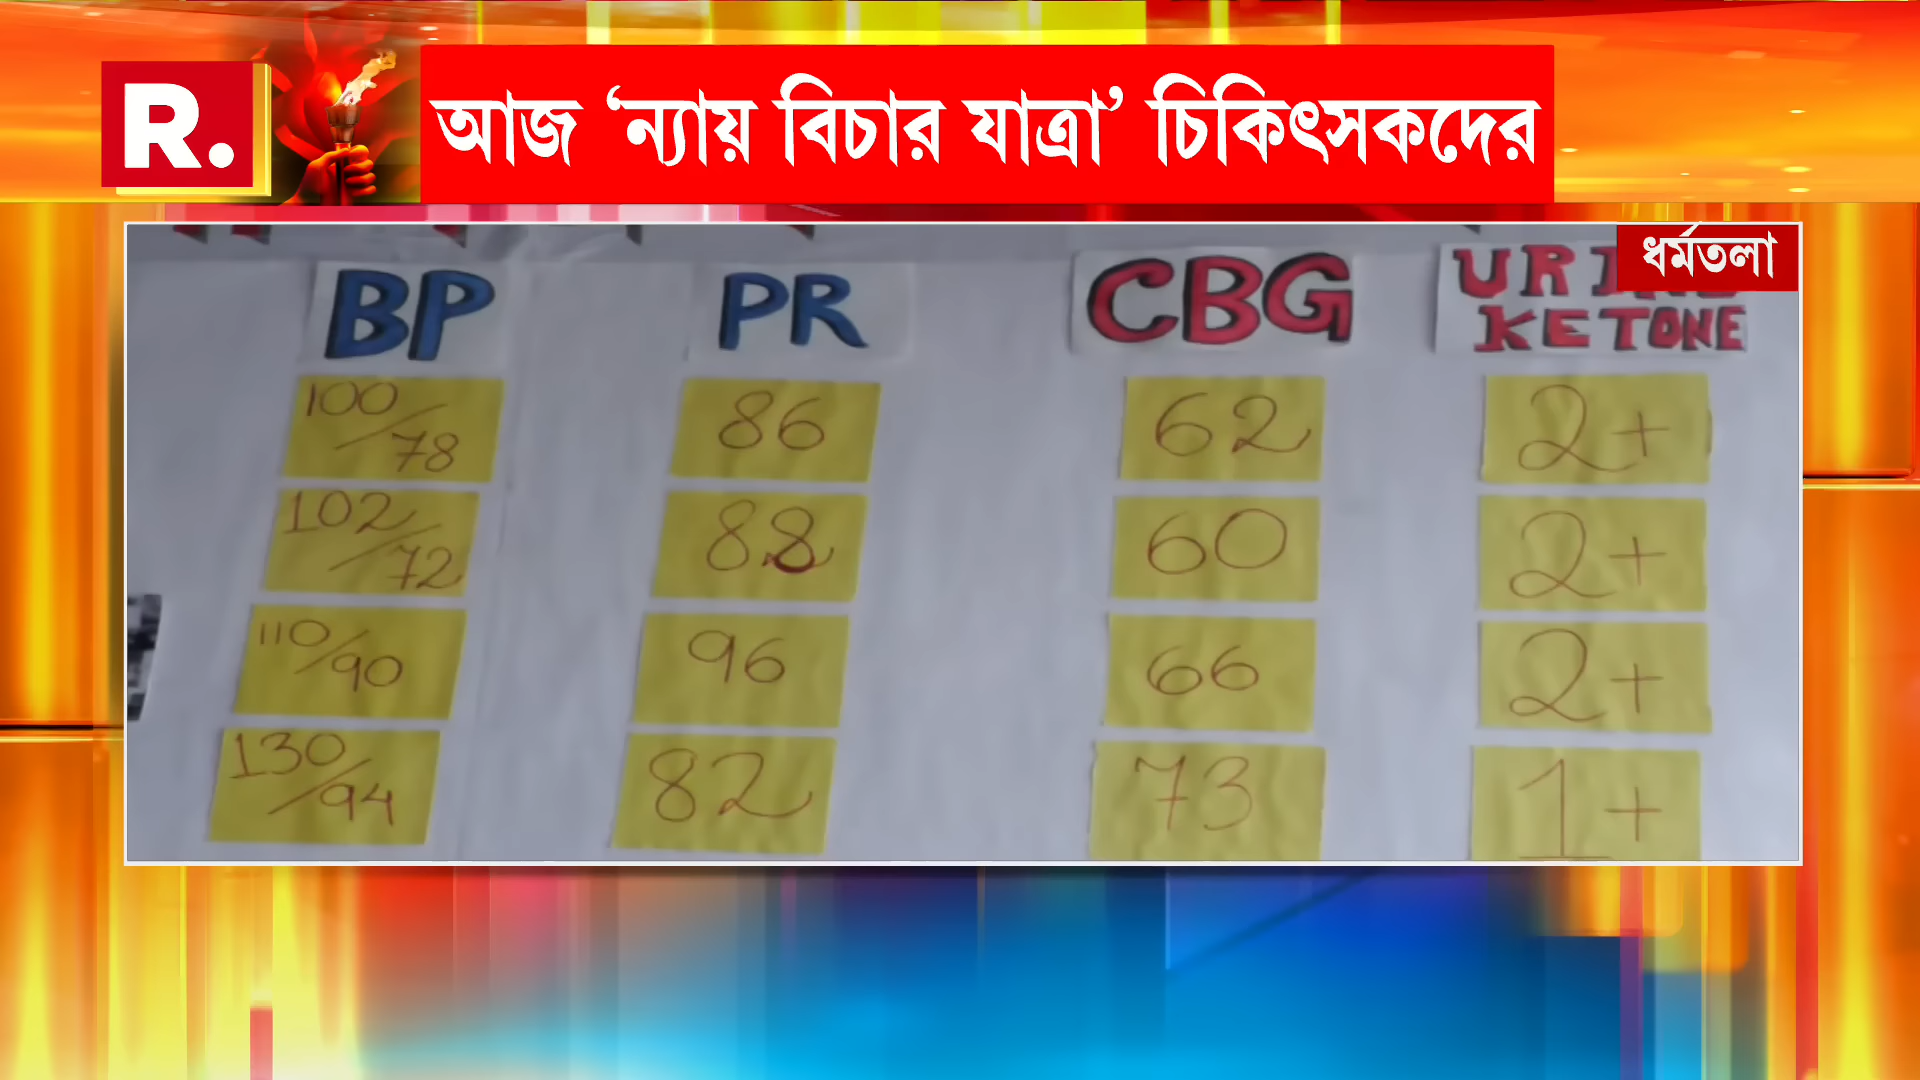 R.
আজ ‘ন্যায় বিচার যাত্রা’ চিকিৎসকদের
ধর্মতলা
BP PR CBG
KETONE
100/78 86 62 2+
102/72 88 60 2+
110/90 96 66 2+
130/94 82 73 1+